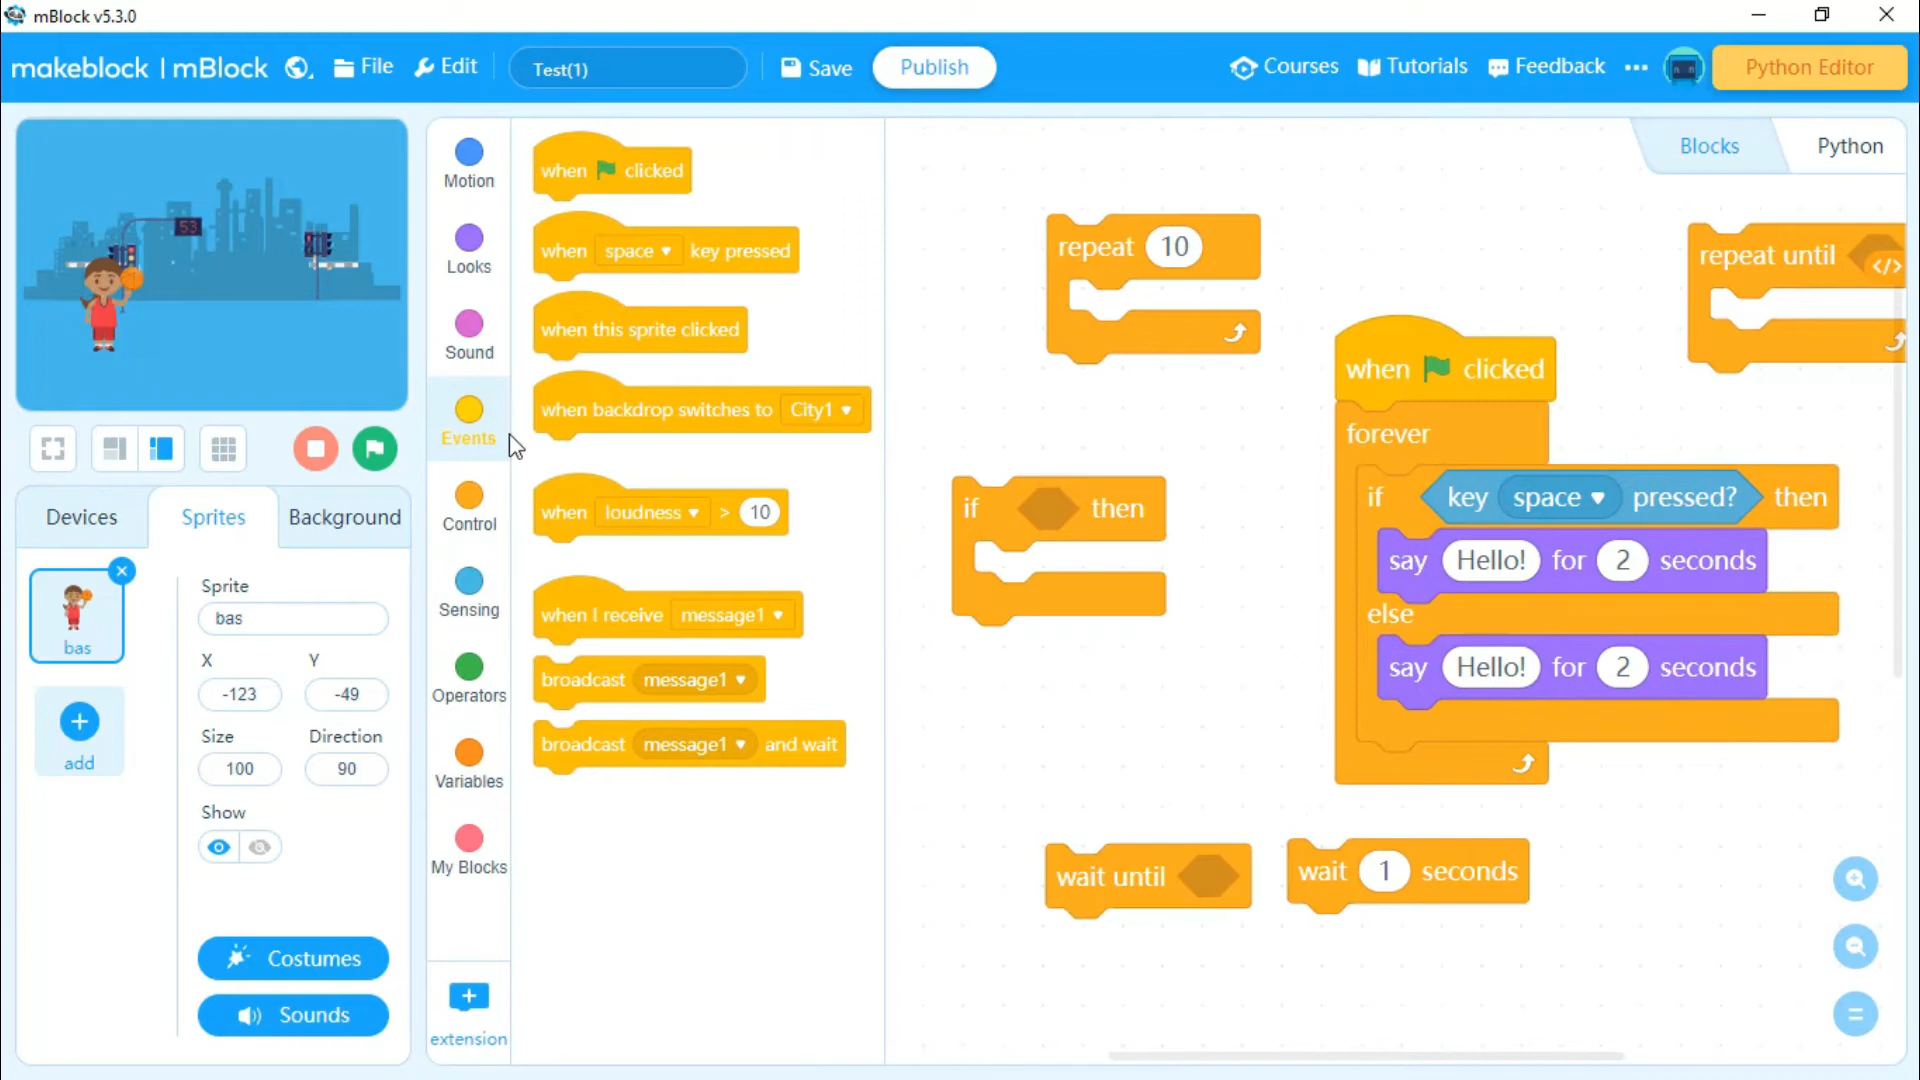 mBlock v5.3.0
makeblock | mBlock
File
Edit
Test(1)
Save
Publish
Courses
Tutorials
Feedback
Python Editor
53
Devices
Sprites
Background
bas
add
Sprite
bas
X
Y
-123
-49
Size
Direction
100
90
Show
Costumes
Sounds
Motion
Looks
Sound
Events
Control
Sensing
Operators
Variables
My Blocks
extension
when clicked
when space key pressed
when this sprite clicked
when backdrop switches to City1
when loudness > 10
when I receive message1
broadcast message1
broadcast message1 and wait
Blocks
Python
repeat 10
repeat until
</>
if then
when clicked
forever
if key space pressed? then
say Hello! for 2 seconds
else
say Hello! for 2 seconds
wait until
wait 1 seconds